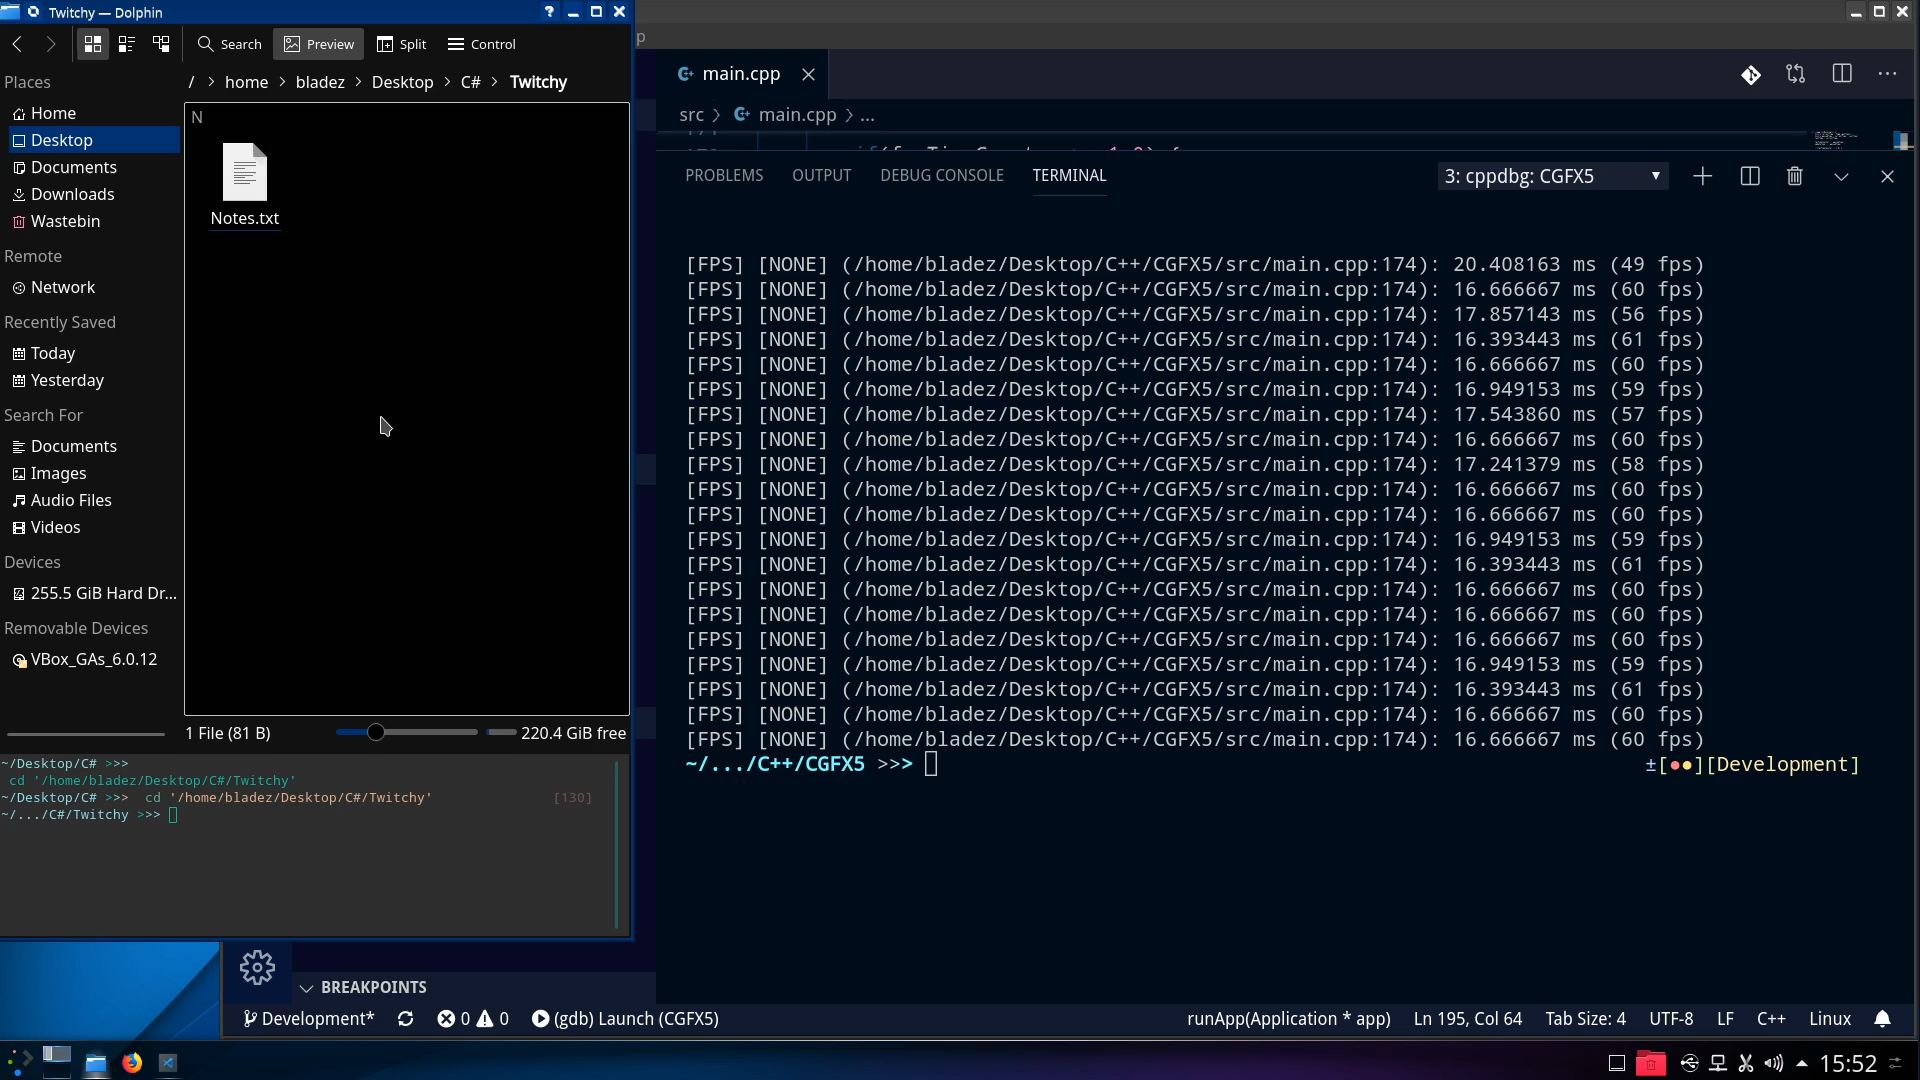 Twitchy — Dolphin
Search
Preview
Split
Control
Places
/ > home > bladez > Desktop > C# > Twitchy
Home
Desktop
Documents
Downloads
Wastebin
Remote
Network
Recently Saved
Today
Yesterday
Search For
Documents
Images
Audio Files
Videos
Devices
255.5 GiB Hard Dr...
Removable Devices
VBox_GAs_6.0.12
N
Notes.txt
1 File (81 B)
220.4 GiB free
~/Desktop/C# >>>
cd '/home/bladez/Desktop/C#/Twitchy'
~/Desktop/C# >>> cd '/home/bladez/Desktop/C#/Twitchy' [130]
~/.../C#/Twitchy >>>
p
main.cpp
src > main.cpp > ...
PROBLEMS
OUTPUT
DEBUG CONSOLE
TERMINAL
3: cppdbg: CGFX5
[FPS] [NONE] (/home/bladez/Desktop/C++/CGFX5/src/main.cpp:174): 20.408163 ms (49 fps)
[FPS] [NONE] (/home/bladez/Desktop/C++/CGFX5/src/main.cpp:174): 16.666667 ms (60 fps)
[FPS] [NONE] (/home/bladez/Desktop/C++/CGFX5/src/main.cpp:174): 17.857143 ms (56 fps)
[FPS] [NONE] (/home/bladez/Desktop/C++/CGFX5/src/main.cpp:174): 16.393443 ms (61 fps)
[FPS] [NONE] (/home/bladez/Desktop/C++/CGFX5/src/main.cpp:174): 16.666667 ms (60 fps)
[FPS] [NONE] (/home/bladez/Desktop/C++/CGFX5/src/main.cpp:174): 16.949153 ms (59 fps)
[FPS] [NONE] (/home/bladez/Desktop/C++/CGFX5/src/main.cpp:174): 17.543860 ms (57 fps)
[FPS] [NONE] (/home/bladez/Desktop/C++/CGFX5/src/main.cpp:174): 16.666667 ms (60 fps)
[FPS] [NONE] (/home/bladez/Desktop/C++/CGFX5/src/main.cpp:174): 17.241379 ms (58 fps)
[FPS] [NONE] (/home/bladez/Desktop/C++/CGFX5/src/main.cpp:174): 16.666667 ms (60 fps)
[FPS] [NONE] (/home/bladez/Desktop/C++/CGFX5/src/main.cpp:174): 16.666667 ms (60 fps)
[FPS] [NONE] (/home/bladez/Desktop/C++/CGFX5/src/main.cpp:174): 16.949153 ms (59 fps)
[FPS] [NONE] (/home/bladez/Desktop/C++/CGFX5/src/main.cpp:174): 16.393443 ms (61 fps)
[FPS] [NONE] (/home/bladez/Desktop/C++/CGFX5/src/main.cpp:174): 16.666667 ms (60 fps)
[FPS] [NONE] (/home/bladez/Desktop/C++/CGFX5/src/main.cpp:174): 16.666667 ms (60 fps)
[FPS] [NONE] (/home/bladez/Desktop/C++/CGFX5/src/main.cpp:174): 16.666667 ms (60 fps)
[FPS] [NONE] (/home/bladez/Desktop/C++/CGFX5/src/main.cpp:174): 16.949153 ms (59 fps)
[FPS] [NONE] (/home/bladez/Desktop/C++/CGFX5/src/main.cpp:174): 16.393443 ms (61 fps)
[FPS] [NONE] (/home/bladez/Desktop/C++/CGFX5/src/main.cpp:174): 16.666667 ms (60 fps)
[FPS] [NONE] (/home/bladez/Desktop/C++/CGFX5/src/main.cpp:174): 16.666667 ms (60 fps)
~/.../C++/CGFX5 >>> ±[●●][Development]
BREAKPOINTS
Development*
0
0
(gdb) Launch (CGFX5)
runApp(Application * app)
Ln 195, Col 64
Tab Size: 4
UTF-8
LF
C++
Linux
15:52